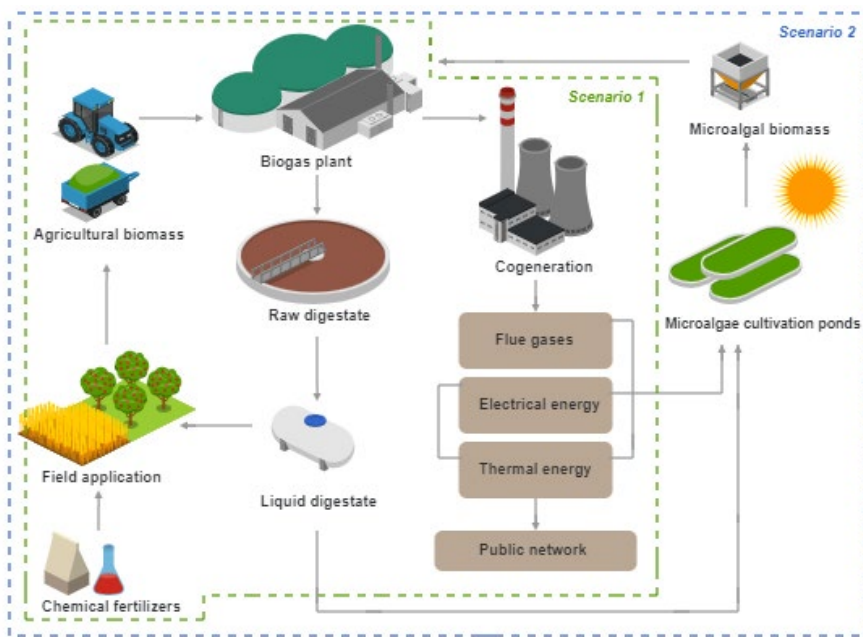 Scenario 2
Scenario 1
Biogas plant
Microalgal biomass
Agricultural biomass
Cogeneration
Raw digestate
Microalgae cultivation ponds
Flue gases
Electrical energy
Thermal energy
Field application
Liquid digestate
Public network
Chemical fertilizers